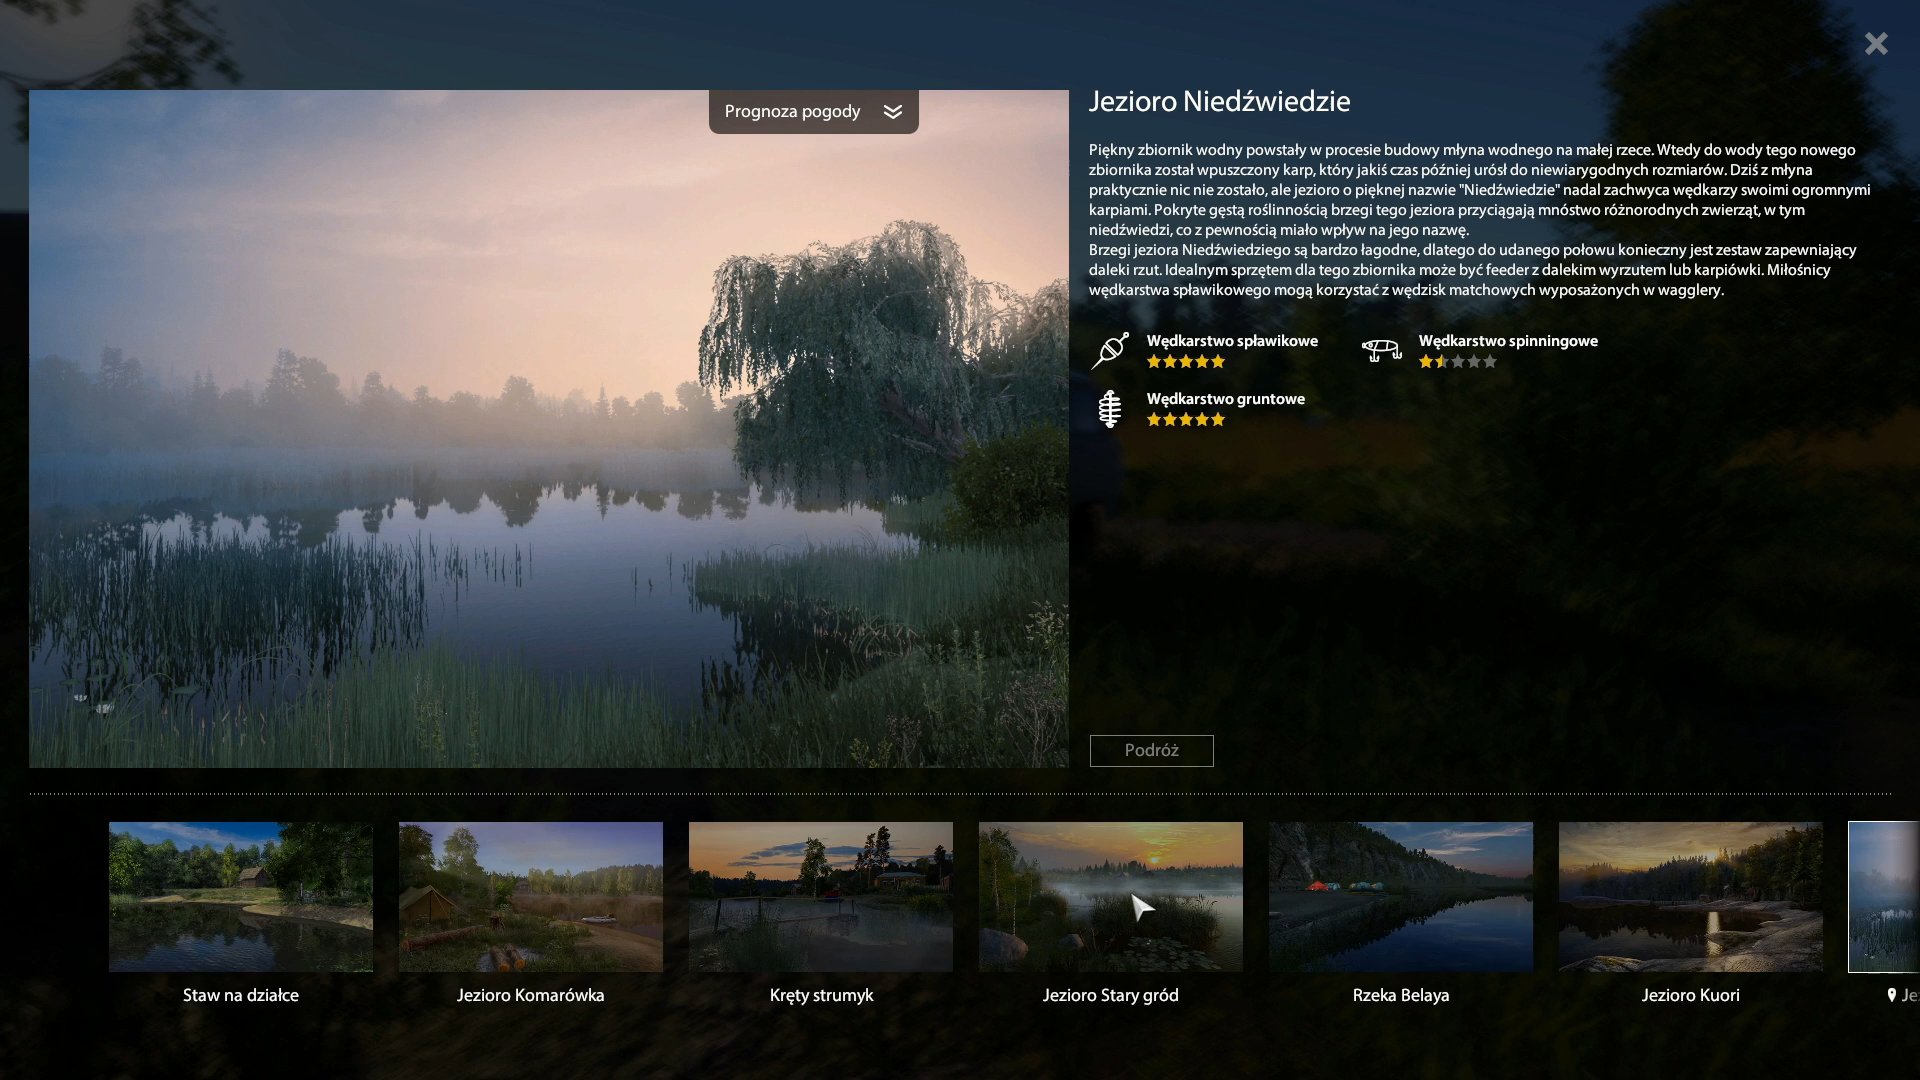 Prognoza pogody
Jezioro Niedźwiedzie
Piękny zbiornik wodny powstały w procesie budowy młyna wodnego na małej rzece. Wtedy do wody tego nowego
zbiornika został wpuszczony karp, który jakiś czas później urósł do niewiarygodnych rozmiarów. Dziś z młyna
praktycznie nic nie zostało, ale jezioro o pięknej nazwie "Niedźwiedzie" nadal zachwyca wędkarzy swoimi ogromnymi
karpiami. Pokryte gęstą roślinnością brzegi tego jeziora przyciągają mnóstwo różnorodnych zwierząt, w tym
niedźwiedzi, co z pewnością miało wpływ na jego nazwę.
Brzegi jeziora Niedźwiedziego są bardzo łagodne, dlatego do udanego połowu konieczny jest zestaw zapewniający
daleki rzut. Idealnym sprzętem dla tego zbiornika może być feeder z dalekim wyrzutem lub karpiówki. Miłośnicy
wędkarstwa spławikowego mogą korzystać z wędzisk matchowych wyposażonych w wagglery.
Wędkarstwo spławikowe
Wędkarstwo spinningowe
Wędkarstwo gruntowe
Podróż
Staw na działce
Jezioro Komarówka
Kręty strumyk
Jezioro Stary gród
Rzeka Belaya
Jezioro Kuori